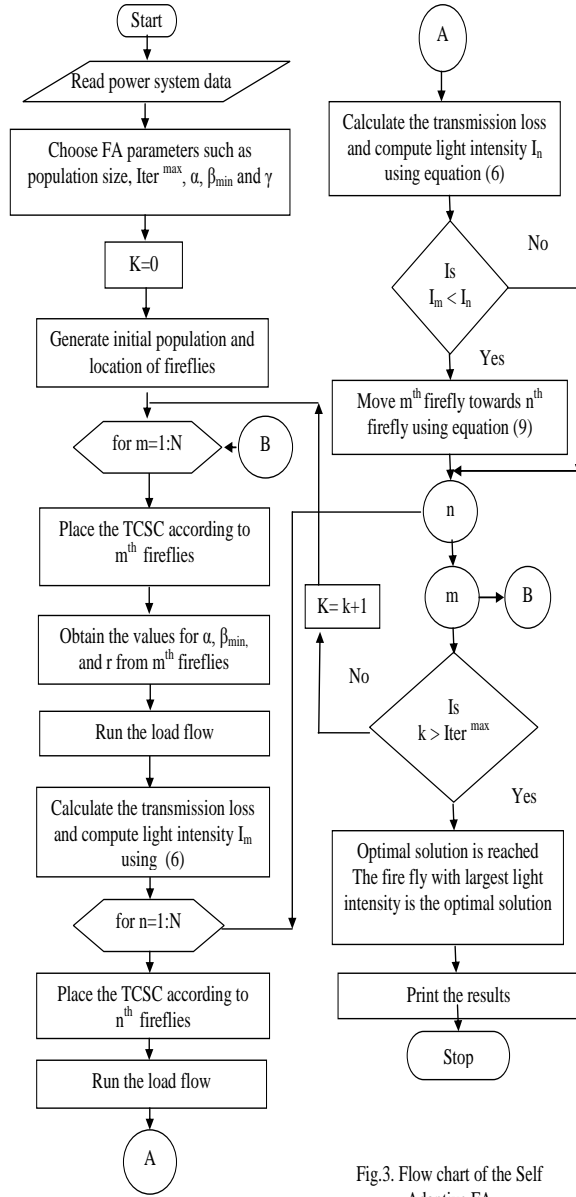 Start
Read power system data
Choose FA parameters such as
population size, Iter max, α, βmin and γ
K=0
Generate initial population and
location of fireflies
for m=1:N
B
Place the TCSC according to
mth fireflies
Obtain the values for α, βmin,
and r from mth fireflies
Run the load flow
Calculate the transmission loss
and compute light intensity Im
using (6)
for n=1:N
Place the TCSC according to
nth fireflies
Run the load flow
A
A
Calculate the transmission loss
and compute light intensity In
using equation (6)
No
Is
Im < In
Yes
Move mth firefly towards nth
firefly using equation (9)
n
m
B
K= k+1
No
Is
k > Iter max
Yes
Optimal solution is reached
The fire fly with largest light
intensity is the optimal solution
Print the results
Stop
Fig.3. Flow chart of the Self